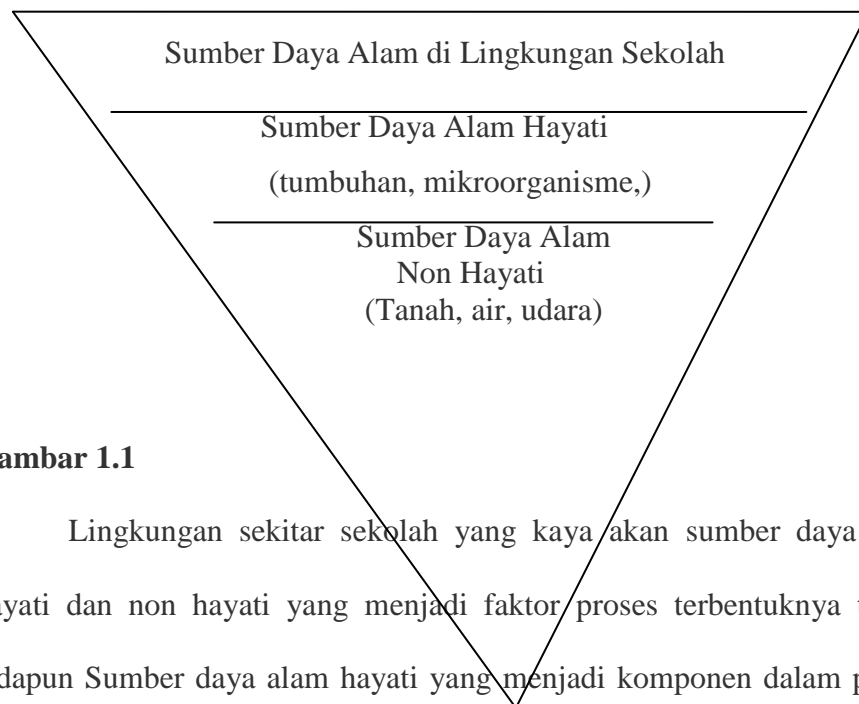 Sumber Daya Alam di Lingkungan Sekolah
Sumber Daya Alam Hayati
(tumbuhan, mikroorganisme,)
Sumber Daya Alam
Non Hayati
(Tanah, air, udara)
ambar 1.1
Lingkungan sekitar sekolah yang kaya akan sumber daya
ayati dan non hayati yang menjadi faktor proses terbentuknya
dapun Sumber daya alam hayati yang menjadi komponen dalam